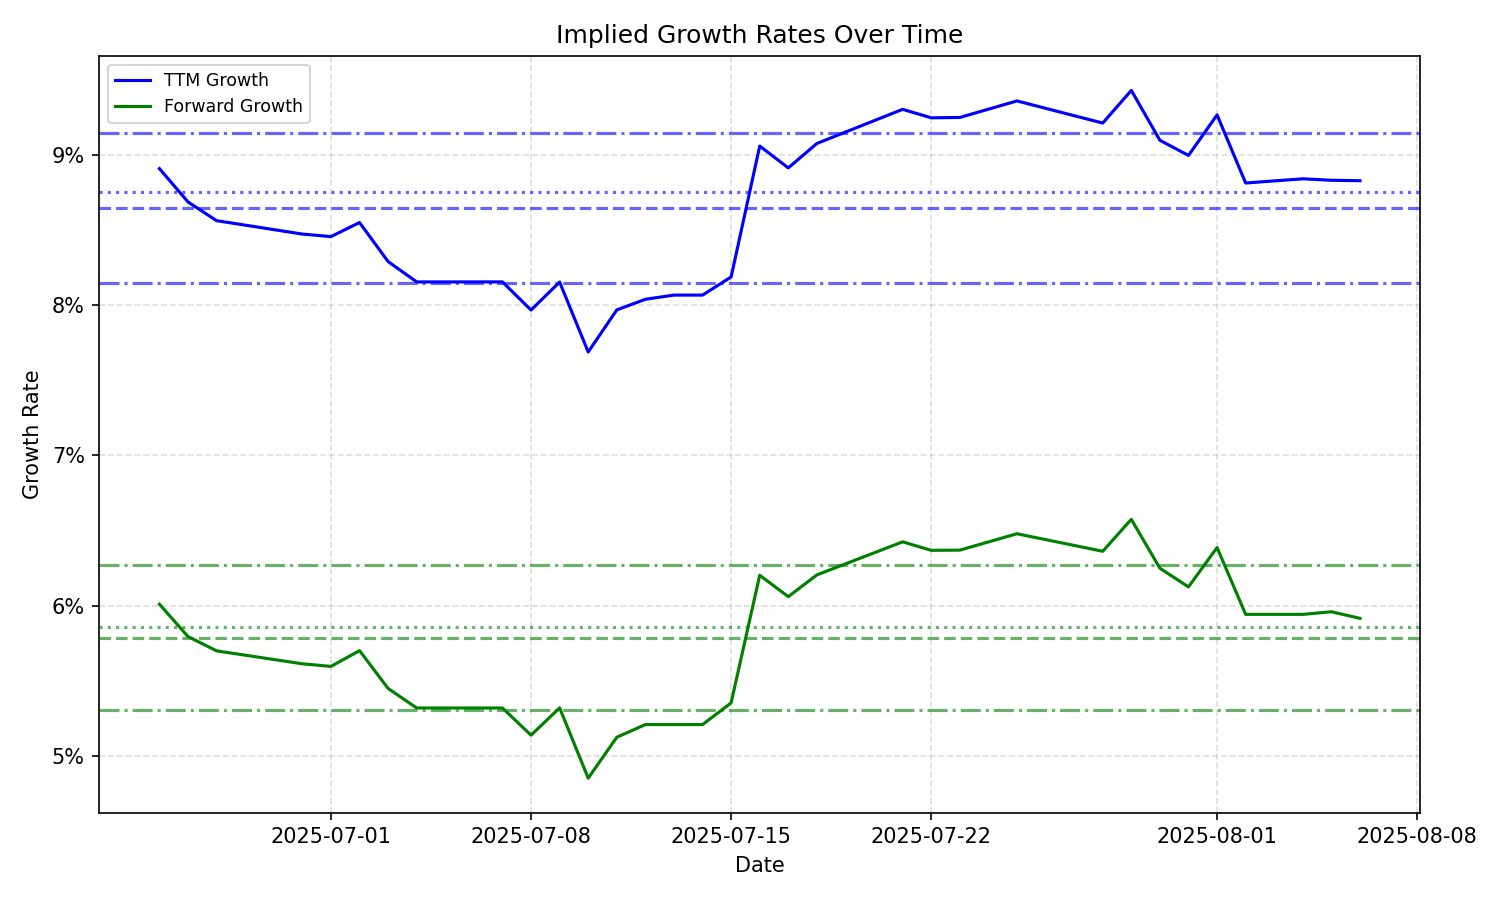 Implied Growth Rates Over Time
TTM Growth
Forward Growth
9%
8%
7%
6%
5%
Growth Rate
2025-07-01
2025-07-08
2025-07-15
2025-07-22
2025-08-01
2025-08-08
Date